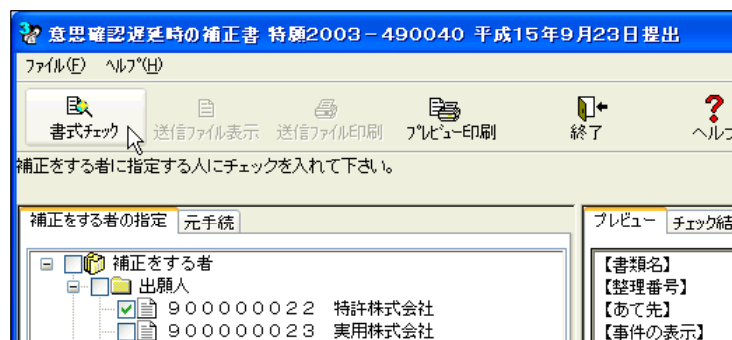 意思確認遅延時の補正書 特願2003－490040 平成15年9月23日提出
ﾌｧｲﾙ(F) ﾍﾙﾌﾟ(H)
書式ﾁｪｯｸ 送信ﾌｧｲﾙ表示 送信ﾌｧｲﾙ印刷 ﾌﾟﾚﾋﾞｭｰ印刷 終了 ヘルプ
補正をする者に指定する人にチェックを入れて下さい。
補正をする者の指定 元手続 プレビュー チェック結
補正をする者
出願人
９０００００００２２ 特許株式会社
９０００００００２３ 実用株式会社
【書類名】
【整理番号】
【あて先】
【事件の表示】